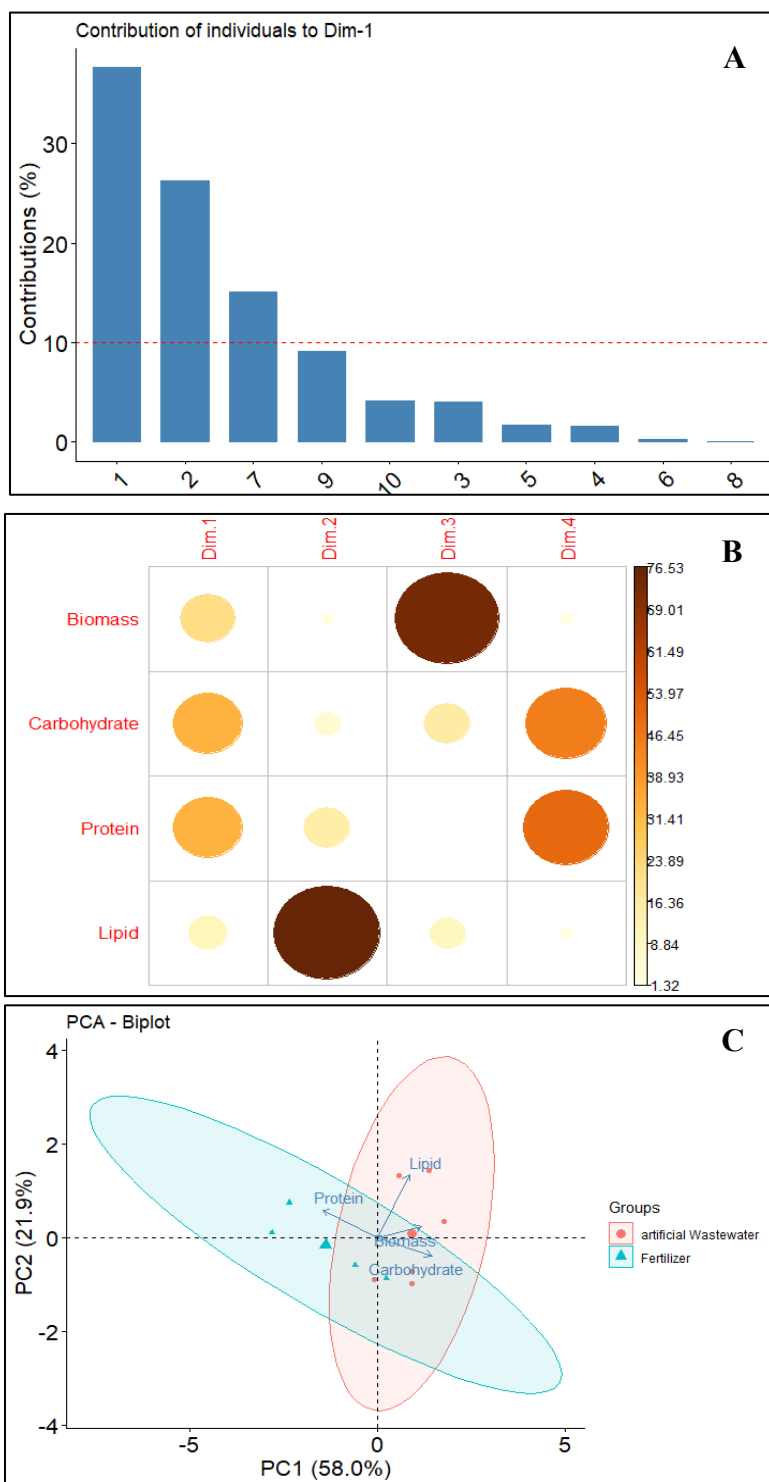 Contribution of individuals to Dim-1
A
Contributions (%)
30
20
10
0
1 2 7 9 10 3 5 4 6 8
B
Dim.1 Dim.2 Dim.3 Dim.4
Biomass
Carbohydrate
Protein
Lipid
76.53
69.01
61.49
53.97
46.45
38.93
31.41
23.89
16.36
8.84
1.32
PCA - Biplot
C
PC2 (21.9%)
4
2
0
-2
-4
Lipid
Protein
Biomass
Carbohydrate
-5 0 5
PC1 (58.0%)
Groups
artificial Wastewater
Fertilizer